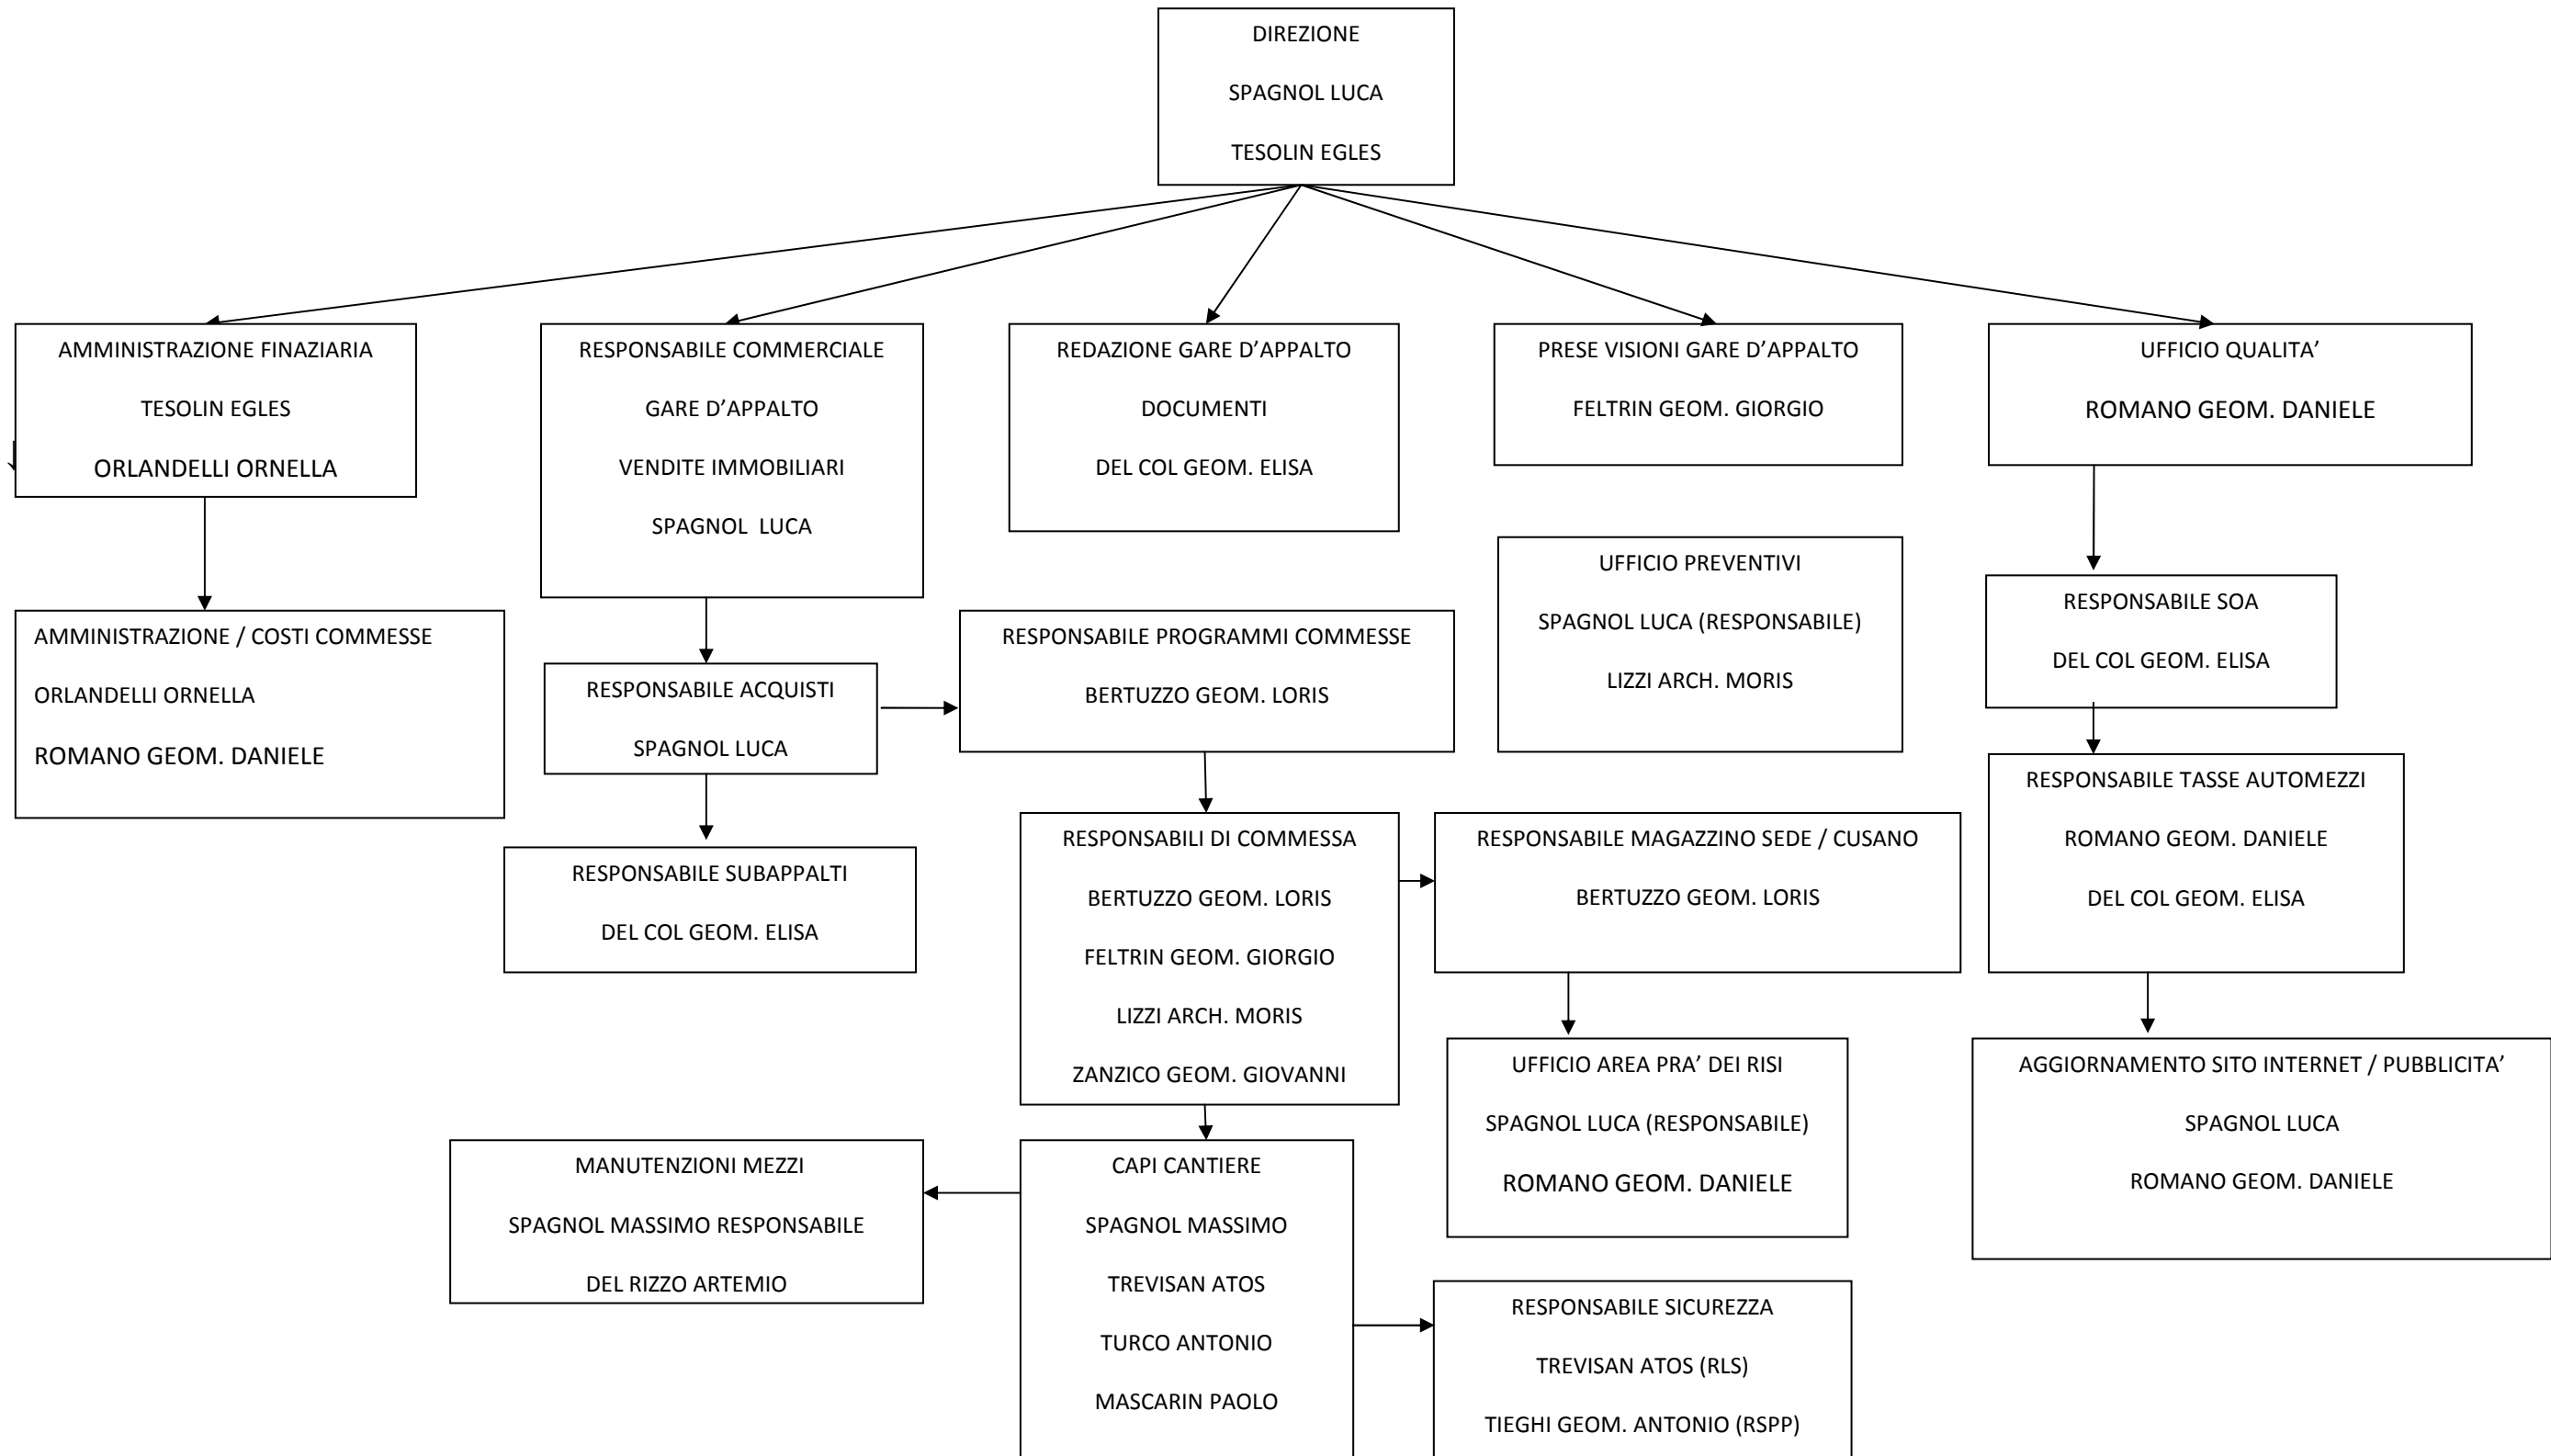 DIREZIONE
SPAGNOL LUCA
TESOLIN EGLES
AMMINISTRAZIONE FINAZIARIA
TESOLIN EGLES
ORLANDELLI ORNELLA
RESPONSABILE COMMERCIALE
GARE D’APPALTO
VENDITE IMMOBILIARI
SPAGNOL LUCA
REDAZIONE GARE D’APPALTO
DOCUMENTI
DEL COL GEOM. ELISA
PRESE VISIONI GARE D’APPALTO
FELTRIN GEOM. GIORGIO
UFFICIO QUALITA’
ROMANO GEOM. DANIELE
UFFICIO PREVENTIVI
SPAGNOL LUCA (RESPONSABILE)
LIZZI ARCH. MORIS
RESPONSABILE SOA
DEL COL GEOM. ELISA
AMMINISTRAZIONE / COSTI COMMESSE
ORLANDELLI ORNELLA
ROMANO GEOM. DANIELE
RESPONSABILE ACQUISTI
SPAGNOL LUCA
RESPONSABILE PROGRAMMI COMMESSE
BERTUZZO GEOM. LORIS
RESPONSABILE TASSE AUTOMEZZI
ROMANO GEOM. DANIELE
DEL COL GEOM. ELISA
RESPONSABILE SUBAPPALTI
DEL COL GEOM. ELISA
RESPONSABILI DI COMMESSA
BERTUZZO GEOM. LORIS
FELTRIN GEOM. GIORGIO
LIZZI ARCH. MORIS
ZANZICO GEOM. GIOVANNI
RESPONSABILE MAGAZZINO SEDE / CUSANO
BERTUZZO GEOM. LORIS
UFFICIO AREA PRA’ DEI RISI
SPAGNOL LUCA (RESPONSABILE)
ROMANO GEOM. DANIELE
AGGIORNAMENTO SITO INTERNET / PUBBLICITA’
SPAGNOL LUCA
ROMANO GEOM. DANIELE
MANUTENZIONI MEZZI
SPAGNOL MASSIMO RESPONSABILE
DEL RIZZO ARTEMIO
CAPI CANTIERE
SPAGNOL MASSIMO
TREVISAN ATOS
TURCO ANTONIO
MASCARIN PAOLO
RESPONSABILE SICUREZZA
TREVISAN ATOS (RLS)
TIEGHI GEOM. ANTONIO (RSPP)